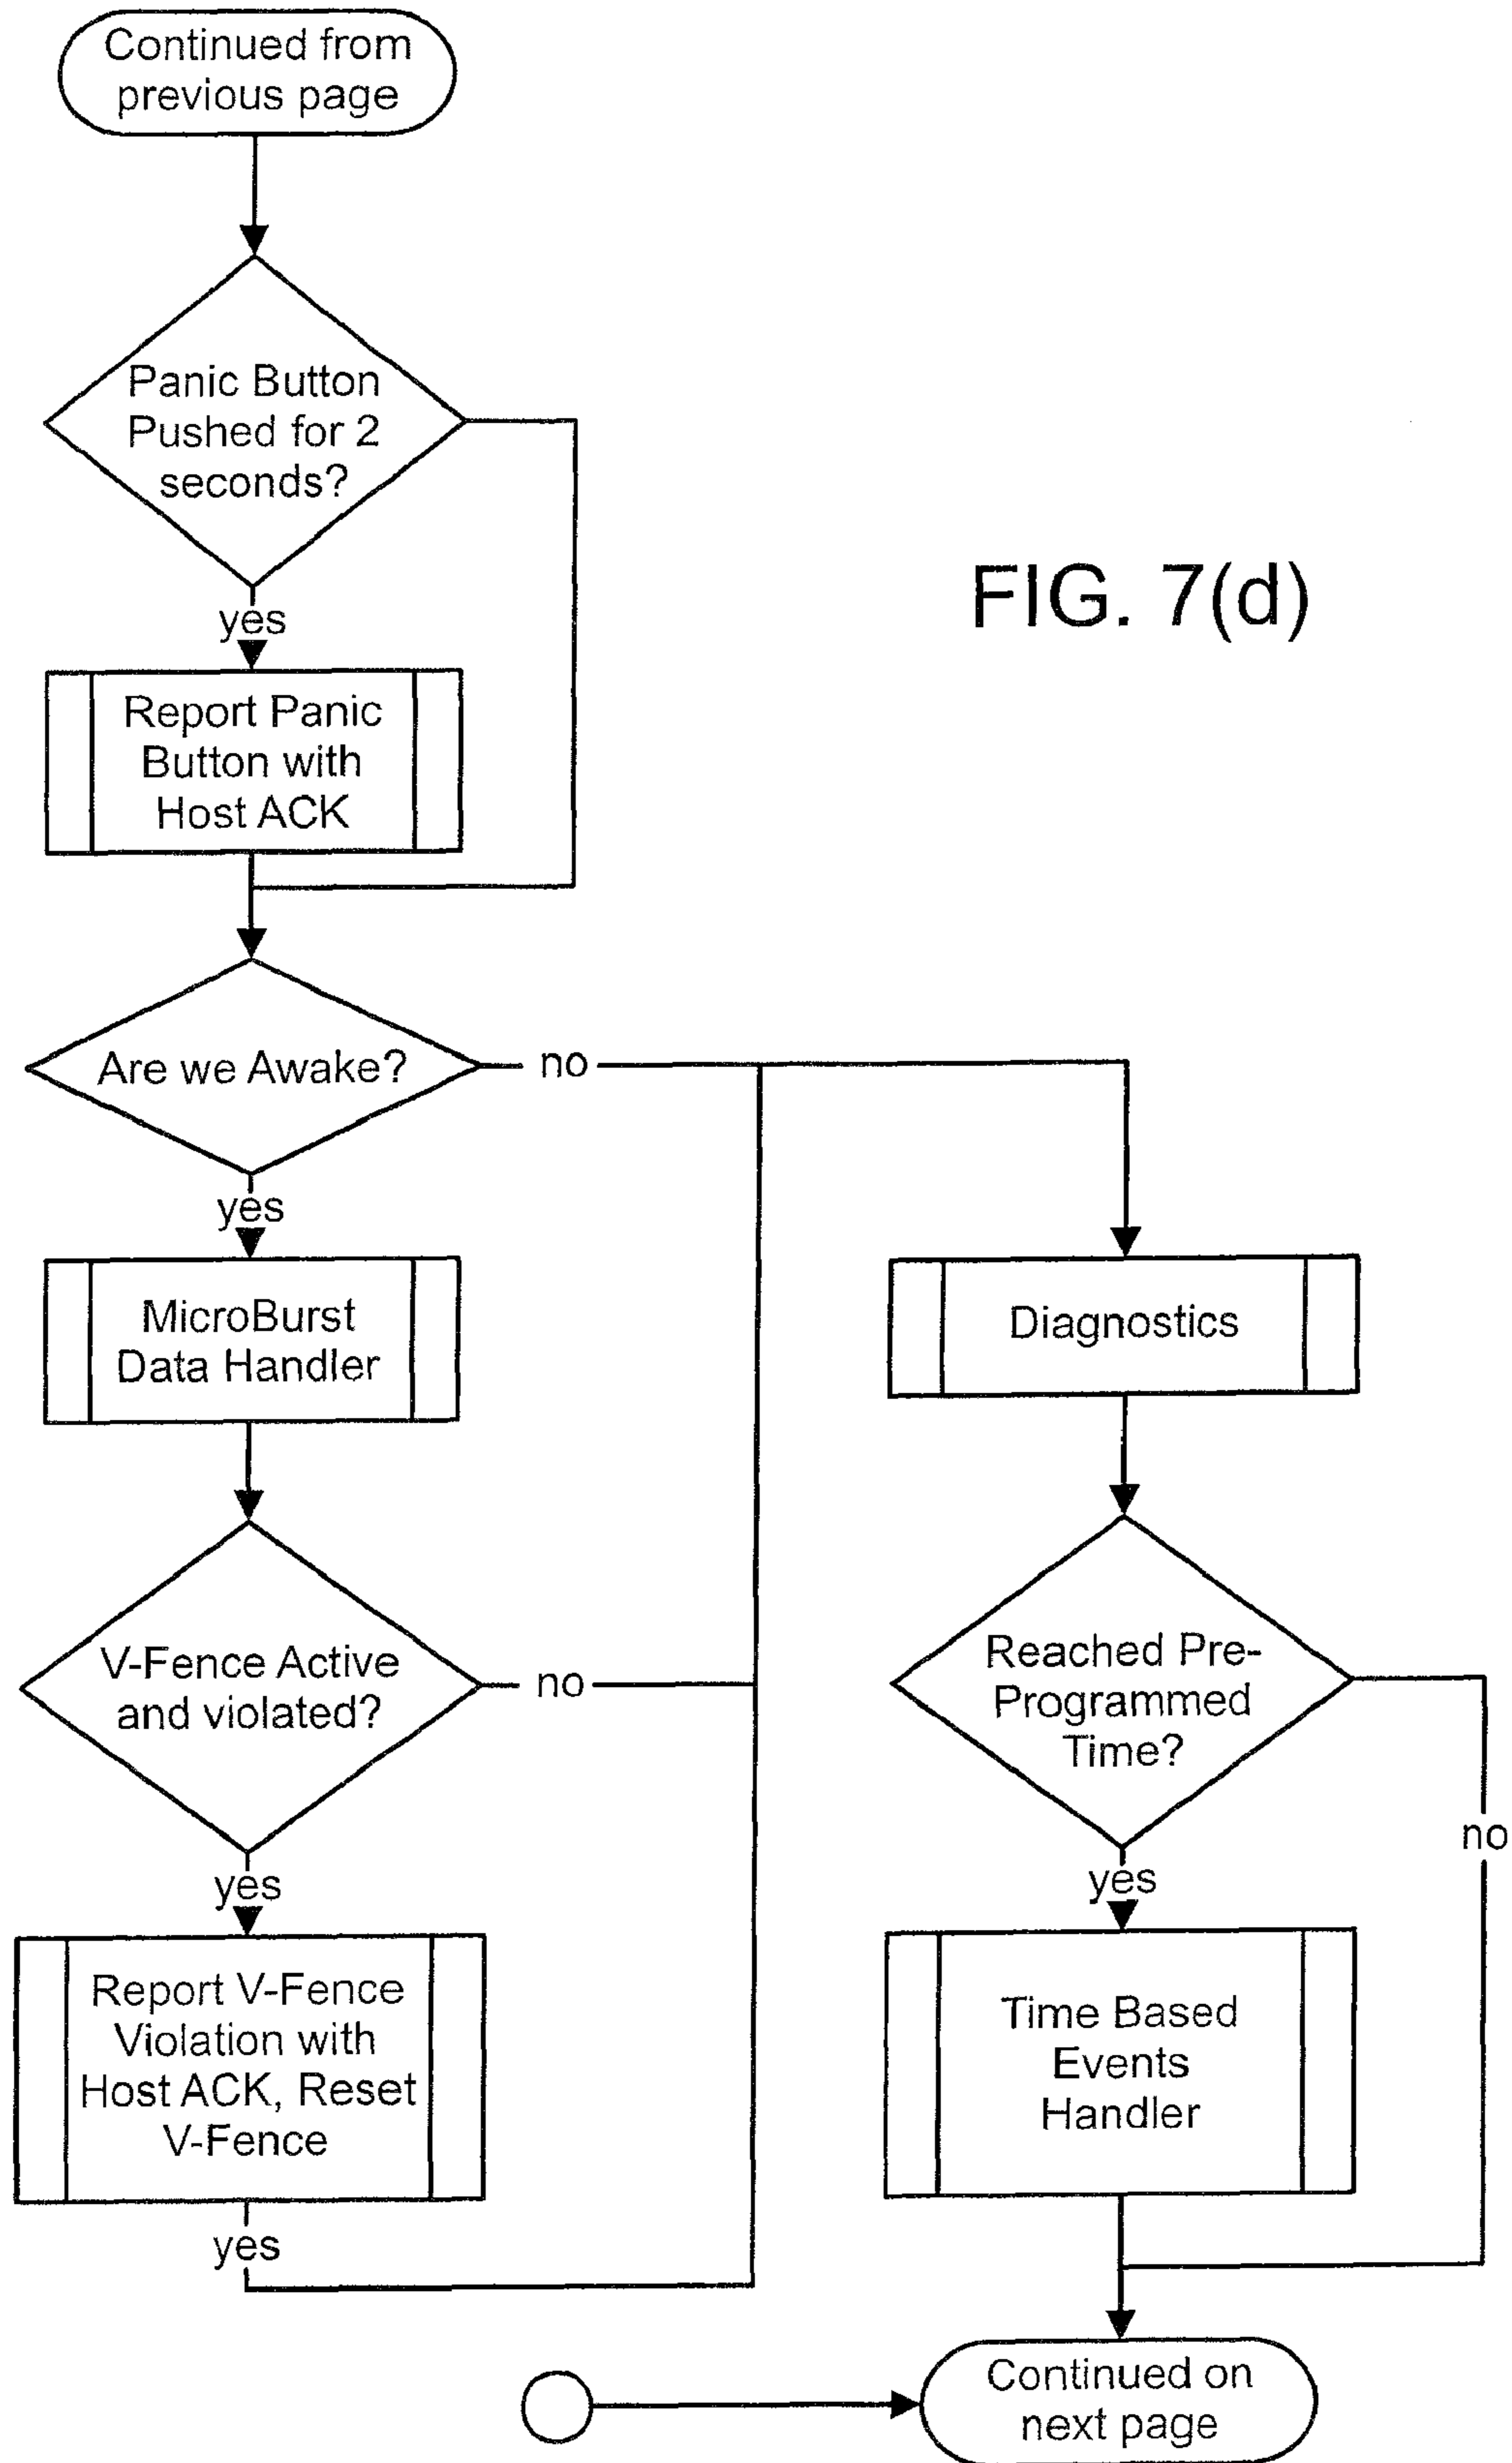 Continued from
previous page
Panic Button
Pushed for 2
seconds?
yes
Report Panic
Button with
Host ACK
Are we Awake?
no
yes
MicroBurst
Data Handler
V-Fence Active
and violated?
no
yes
Report V-Fence
Violation with
Host ACK, Reset
V-Fence
yes
FIG. 7(d)
Diagnostics
Reached Pre-
Programmed
Time?
no
yes
Time Based
Events
Handler
Continued on
next page